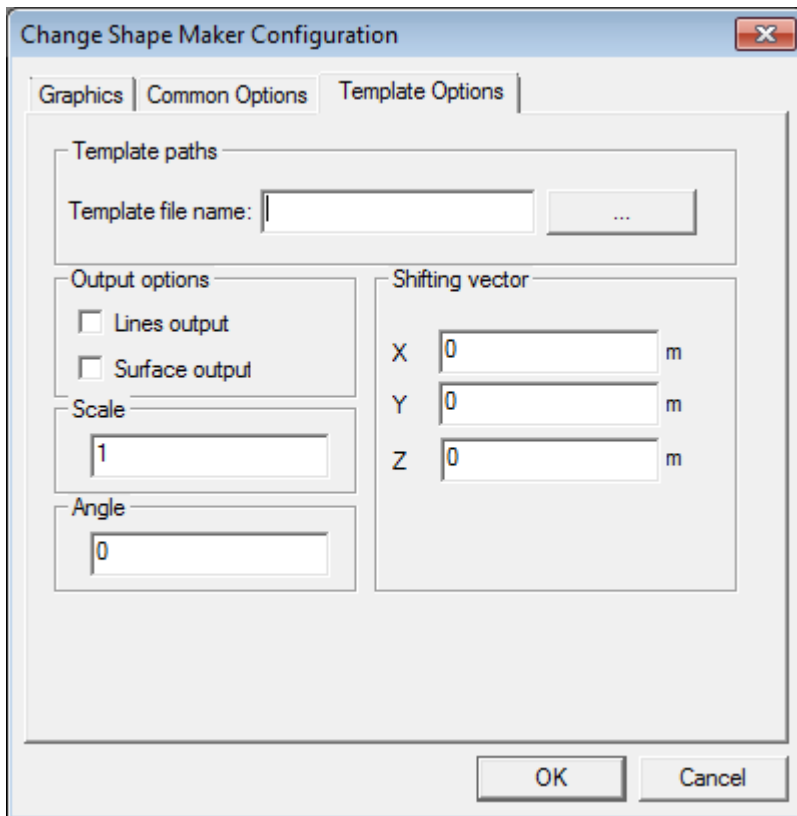 Change Shape Maker Configuration
Graphics Common Options Template Options
Template paths
Template file name: ...
Output options
Lines output
Surface output
Scale
1
Angle
0
Shifting vector
X 0 m
Y 0 m
Z 0 m
OK Cancel